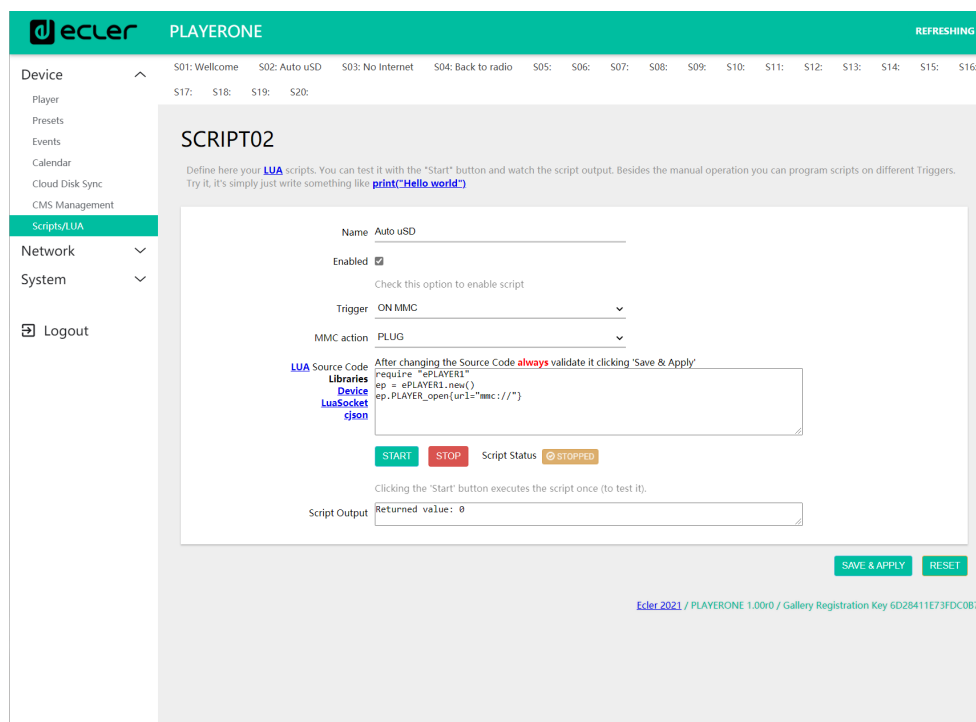 ecler PLAYERONE REFRESHING
Device
Player
Presets
Events
Calendar
Cloud Disk Sync
CMS Management
Scripts/LUA
Network
System
Logout
S01: Wellcome S02: Auto uSD S03: No Internet S04: Back to radio S05: S06: S07: S08: S09: S10: S11: S12: S13: S14: S15: S16:
S17: S18: S19: S20:
SCRIPT02
Define here your LUA scripts. You can test it with the "Start" button and watch the script output. Besides the manual operation you can program scripts on different Triggers.
Try it, it's simply just write something like print("Hello world")
Name Auto uSD
Enabled
Check this option to enable script
Trigger ON MMC
MMC action PLUG
LUA Source Code
Libraries
Device
LuaSocket
cjson
After changing the Source Code always validate it clicking 'Save & Apply'
require "ePLAYER1"
ep = ePLAYER1.new()
ep.PLAYER_open{url="mmc://"}
START STOP Script Status STOPPED
Clicking the 'Start' button executes the script once (to test it).
Script Output Returned value: 0
SAVE & APPLY RESET
Ecler 2021 / PLAYERONE 1.00r0 / Gallery Registration Key 6D28411E73FDC0B7